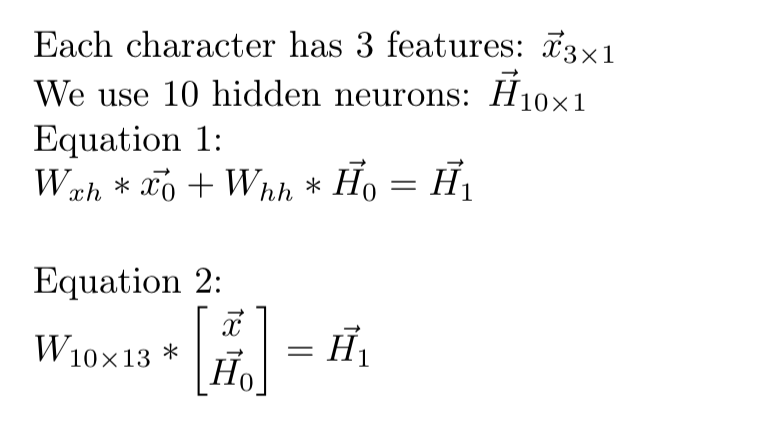 Each character has 3 features: $\vec{x}_{3\times1}$
We use 10 hidden neurons: $\vec{H}_{10\times1}$
Equation 1:
$W_{xh} * \vec{x_0} + W_{hh} * \vec{H_0} = \vec{H_1}$
Equation 2:
$W_{10\times13} * \begin{bmatrix} \vec{x} \\ \vec{H_0} \end{bmatrix} = \vec{H_1}$